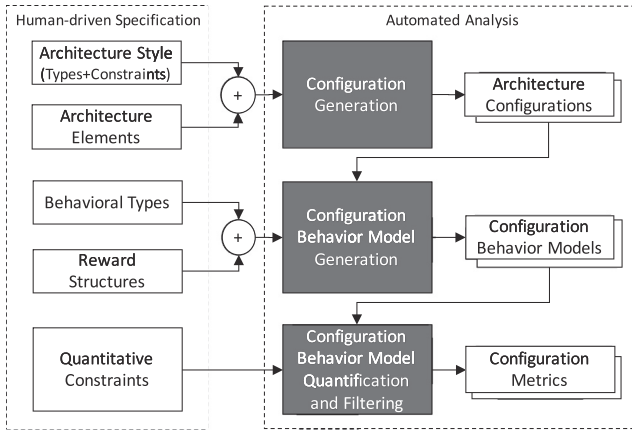 Human-driven Specification
Automated Analysis
Architecture Style
(Types+Constraints)
Architecture
Elements
+
Configuration
Generation
Architecture
Configurations
Behavioral Types
Reward
Structures
+
Configuration
Behavior Model
Generation
Configuration
Behavior Models
Quantitative
Constraints
Configuration
Behavior Model
Quantification
and Filtering
Configuration
Metrics